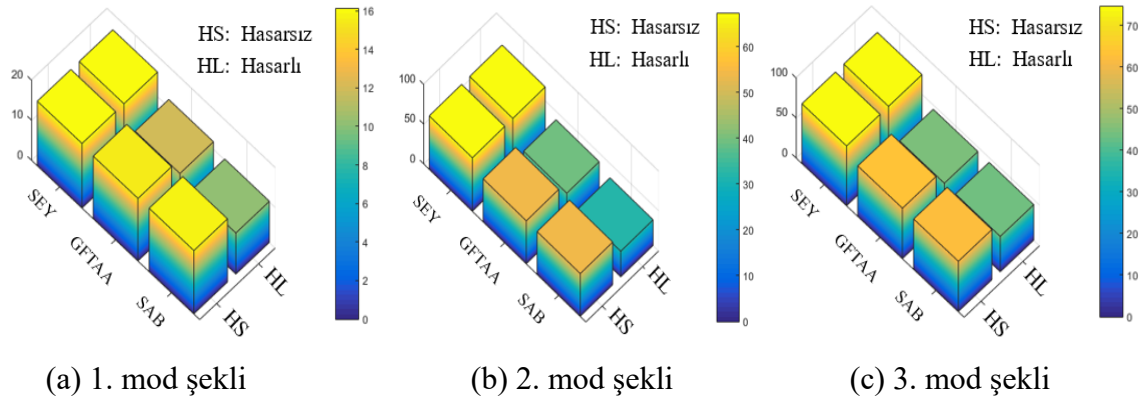 HS: Hasarsız
HL: Hasarlı
20
10
0
SEY
GFTAA
SAB
HS
HL
16
14
12
10
8
6
4
2
0
(a) 1. mod şekli
HS: Hasarsız
HL: Hasarlı
100
50
0
SEY
GFTAA
SAB
HS
HL
60
50
40
30
20
10
0
(b) 2. mod şekli
HS: Hasarsız
HL: Hasarlı
100
50
0
SEY
GFTAA
SAB
HS
HL
70
60
50
40
30
20
10
0
(c) 3. mod şekli